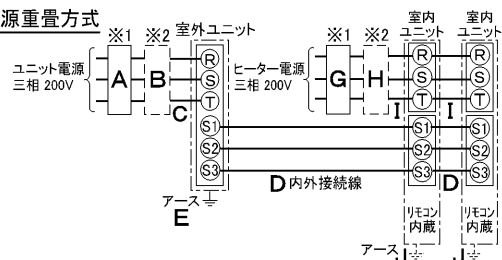 源重畳方式
※1 ※2 室外ユニット
ユニット電源
三相 200V
A B
R
S
T
C
S1
S2
S3
アース
E
※1 ※2
ヒーター電源
三相 200V
G H
室内
ユニット
室内
ユニット
R R
S S
T T
I I
S1 S1
S2 S2
S3 S3
D 内外接続線
D
リモコン
内蔵
リモコン
内蔵
アース J J